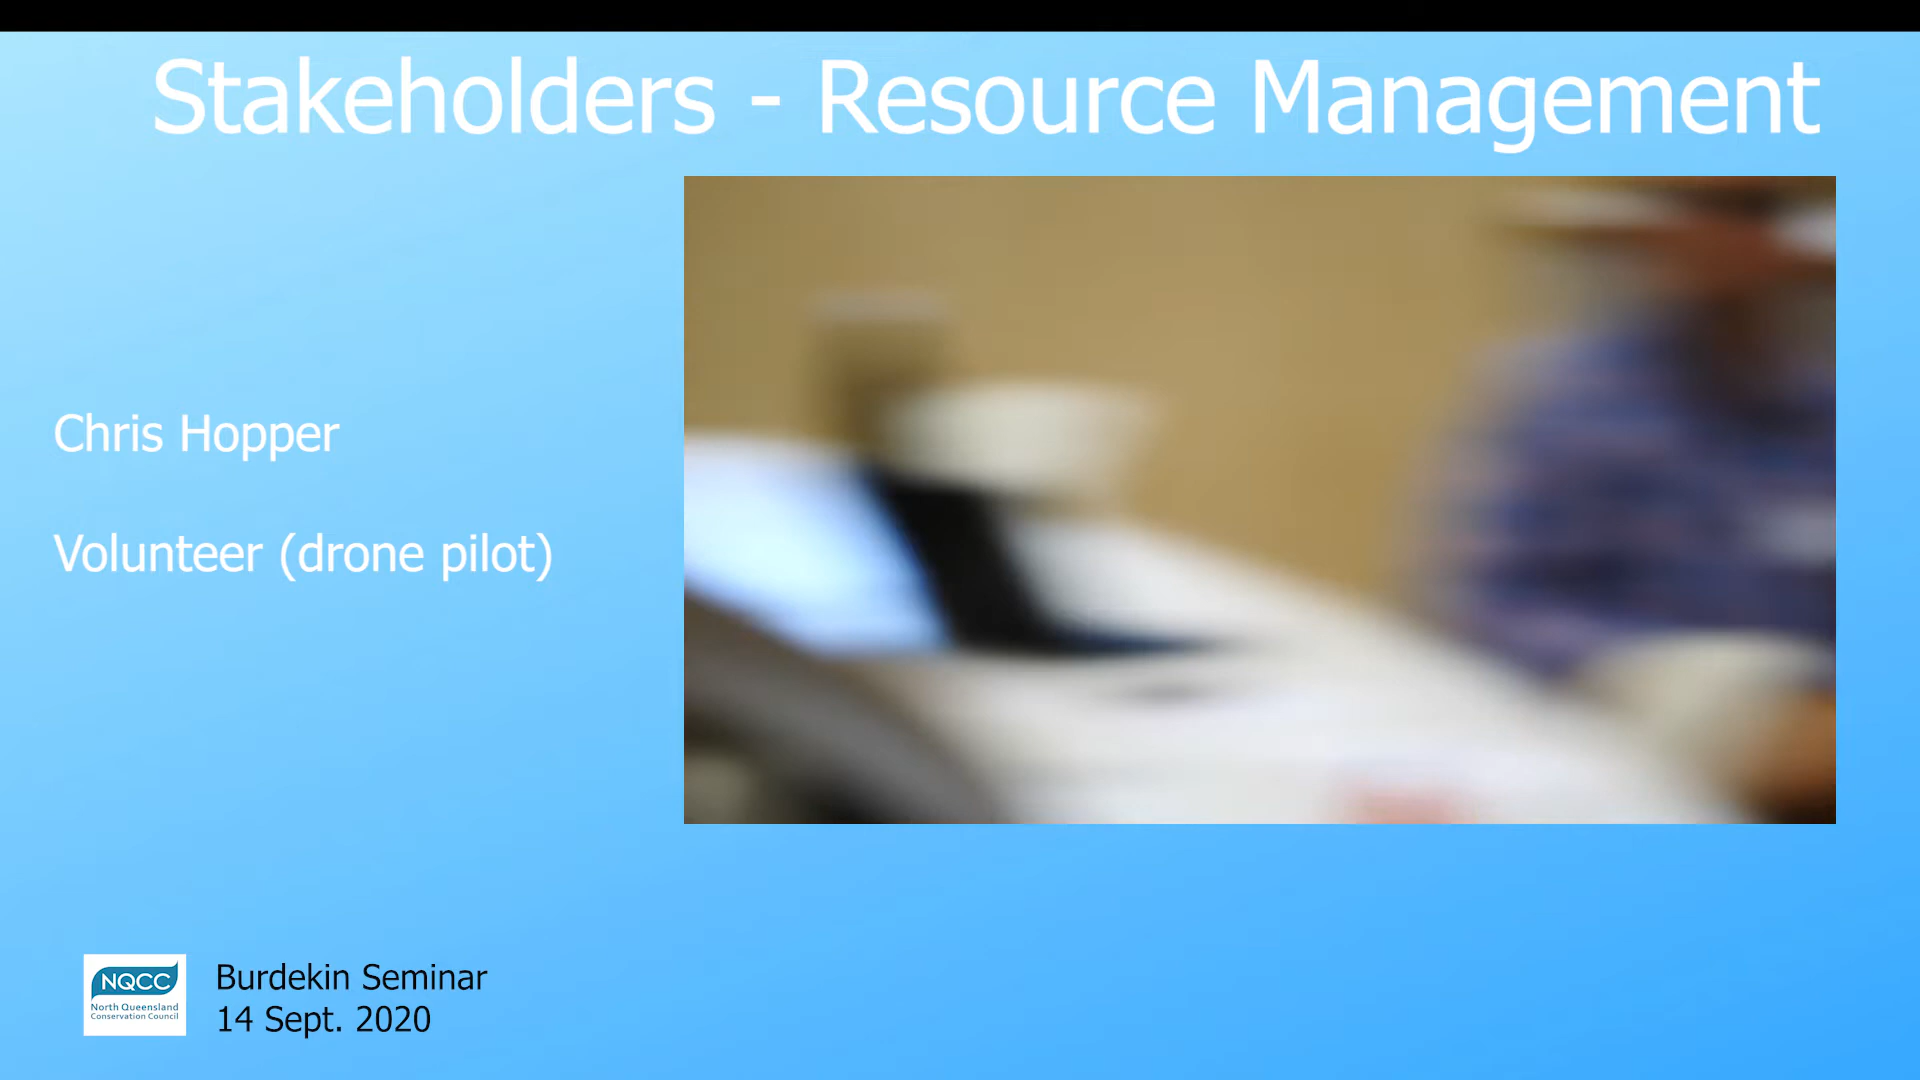 Stakeholders - Resource Management
Chris Hopper
Volunteer (drone pilot)
NQCC
North Queensland
Conservation Council
Burdekin Seminar
14 Sept. 2020